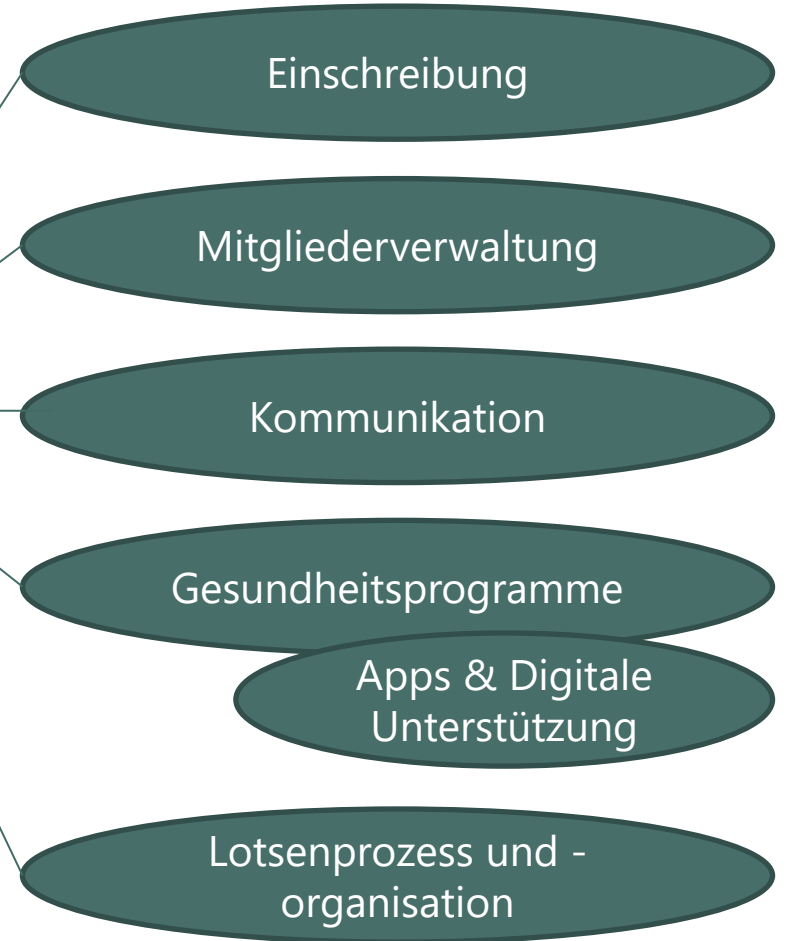 Einschreibung
Mitgliederverwaltung
Kommunikation
Gesundheitsprogramme
Apps & Digitale
Unterstützung
Lotsenprozess und -
organisation